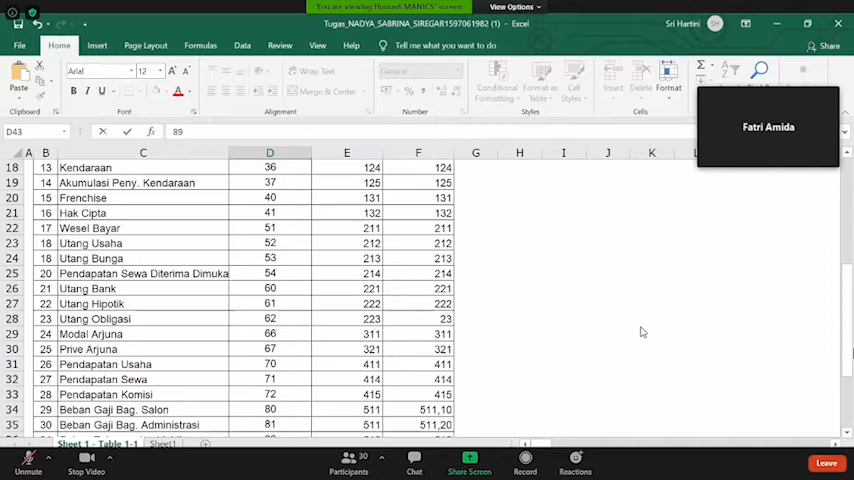 You are viewing Humasfi MANICS' screen
View Options
Tugas_NADYA_SABRINA_SIREGAR1597061982 (1) - Excel
Sri Hartini
SH
File Home Insert Page Layout Formulas Data Review View Help Tell me what you want to do Share
Paste
Arial 12
Wrap Text
General
Merge & Center
Conditional Formatting
Format as Table
Cell Styles
Insert Delete Format
Clipboard Font Alignment Number Styles Cells
Fatri Amida
D43 89
A B C D E F G H I J K L
18 13 Kendaraan 36 124 124
19 14 Akumulasi Peny. Kendaraan 37 125 125
20 15 Frenchise 40 131 131
21 16 Hak Cipta 41 132 132
22 17 Wesel Bayar 51 211 211
23 18 Utang Usaha 52 212 212
24 18 Utang Bunga 53 213 213
25 20 Pendapatan Sewa Diterima Dimuka 54 214 214
26 21 Utang Bank 60 221 221
27 22 Utang Hipotik 61 222 222
28 23 Utang Obligasi 62 223 23
29 24 Modal Arjuna 66 311 311
30 25 Prive Arjuna 67 321 321
31 26 Pendapatan Usaha 70 411 411
32 27 Pendapatan Sewa 71 414 414
33 28 Pendapatan Komisi 72 415 415
34 29 Beban Gaji Bag. Salon 80 511 511,10
35 30 Beban Gaji Bag. Administrasi 81 511 511,20
Sheet 1 - Table 1-1 Sheet1
Unmute Stop Video Participants 30 Chat Share Screen Record Reactions Leave